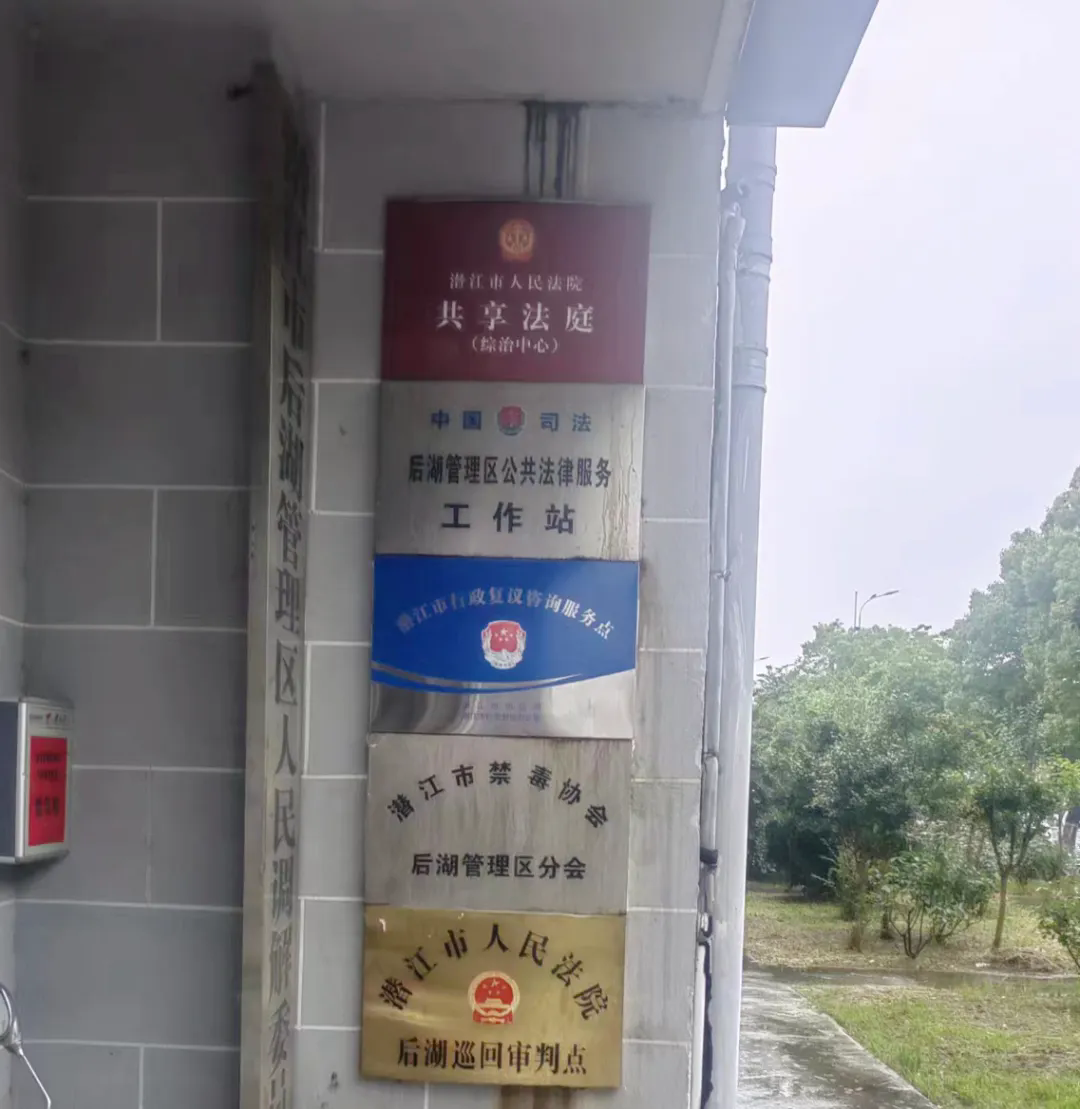 潜江市后湖管理区人民调解委
潜江市人民法院
共享法庭
（综治中心）
中国 司法
后湖管理区公共法律服务
工作站
潜江市行政复议咨询服务点
潜江市禁毒协会
后湖管理区分会
潜江市人民法院
后湖巡回审判点